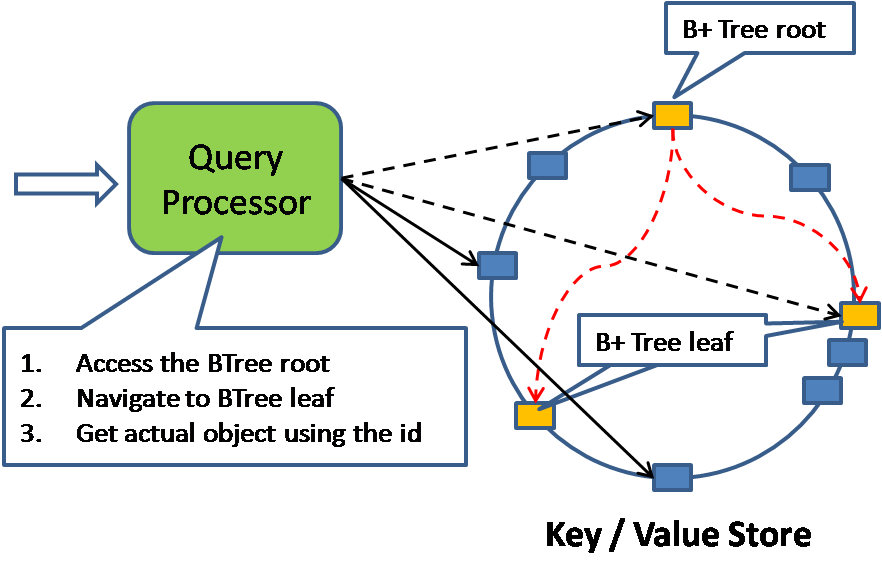 B+ Tree root
Query
Processor
B+ Tree leaf
1. Access the BTree root
2. Navigate to BTree leaf
3. Get actual object using the id
Key / Value Store